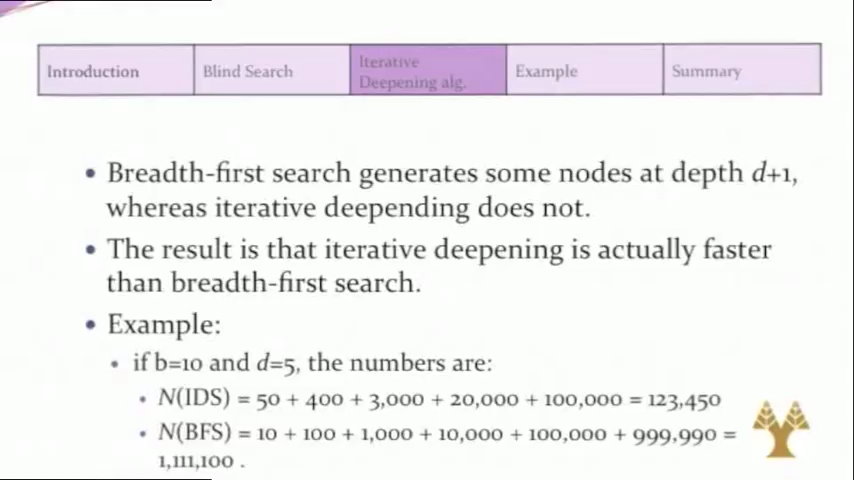 Introduction
Blind Search
Iterative
Deepening alg.
Example
Summary
• Breadth-first search generates some nodes at depth d+1,
whereas iterative deepending does not.
• The result is that iterative deepening is actually faster
than breadth-first search.
• Example:
• if b=10 and d=5, the numbers are:
• N(IDS) = 50 + 400 + 3,000 + 20,000 + 100,000 = 123,450
• N(BFS) = 10 + 100 + 1,000 + 10,000 + 100,000 + 999,990 =
1,111,100 .